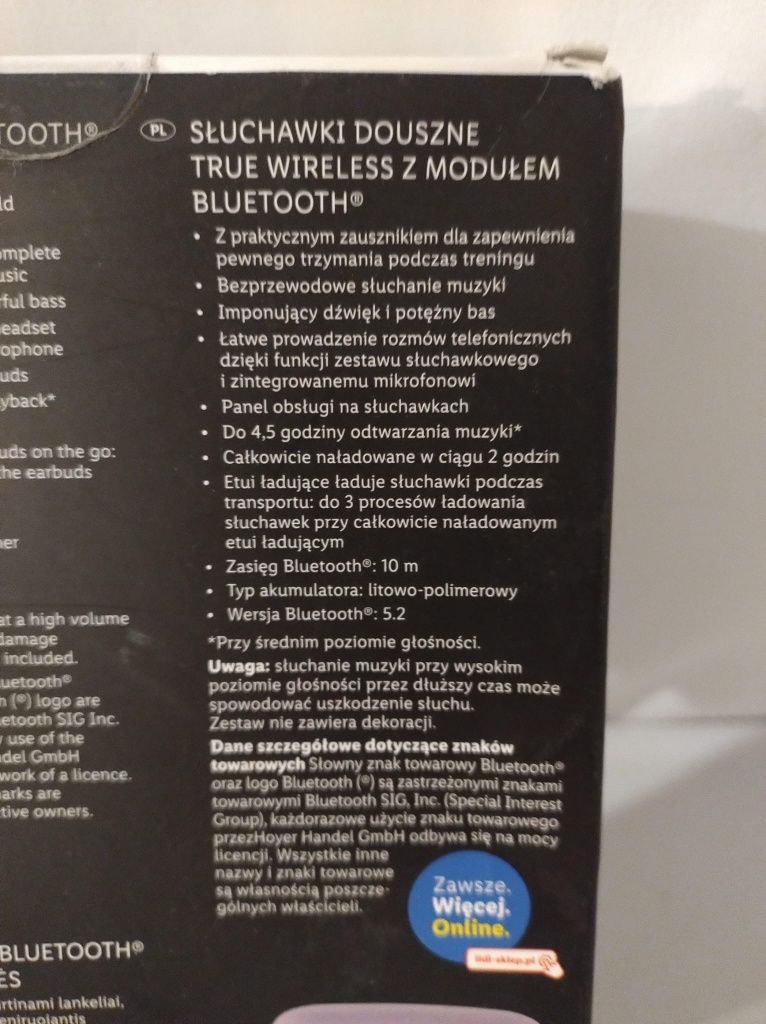 TOOTH®
ld
omplete
usic
rful bass
eadset
ophone
uds
yback*
uds on the go:
he earbuds
ner
at a high volume
damage
included.
uetooth®
h (®) logo are
etooth SIG Inc.
y use of the
del GmbH
work of a licence.
arks are
tive owners.
BLUETOOTH®
ĖS
rtinami lankeliai,
PL SŁUCHAWKI DOUSZNE
TRUE WIRELESS Z MODUŁEM
BLUETOOTH®
• Z praktycznym zausznikiem dla zapewnienia
pewnego trzymania podczas treningu
• Bezprzewodowe słuchanie muzyki
• Imponujący dźwięk i potężny bas
• Łatwe prowadzenie rozmów telefonicznych
dzięki funkcji zestawu słuchawkowego
i zintegrowanemu mikrofonowi
• Panel obsługi na słuchawkach
• Do 4,5 godziny odtwarzania muzyki*
• Całkowicie naładowane w ciągu 2 godzin
• Etui ładujące ładuje słuchawki podczas
transportu: do 3 procesów ładowania
słuchawek przy całkowicie naładowanym
etui ładującym
• Zasięg Bluetooth®: 10 m
• Typ akumulatora: litowo-polimerowy
• Wersja Bluetooth®: 5.2
*Przy średnim poziomie głośności.
Uwaga: słuchanie muzyki przy wysokim
poziomie głośności przez dłuższy czas może
spowodować uszkodzenie słuchu.
Zestaw nie zawiera dekoracji.
Dane szczegółowe dotyczące znaków
towarowych Słowny znak towarowy Bluetooth®
oraz logo Bluetooth (®) są zastrzeżonymi znakami
towarowymi Bluetooth SIG, Inc. (Special Interest
Group), każdorazowe użycie znaku towarowego
przezHoyer Handel GmbH odbywa się na mocy
licencji. Wszystkie inne
nazwy i znaki towarowe
są własnością poszcze-
gólnych właścicieli.
Zawsze.
Więcej.
Online.
lidl-sklep.pl